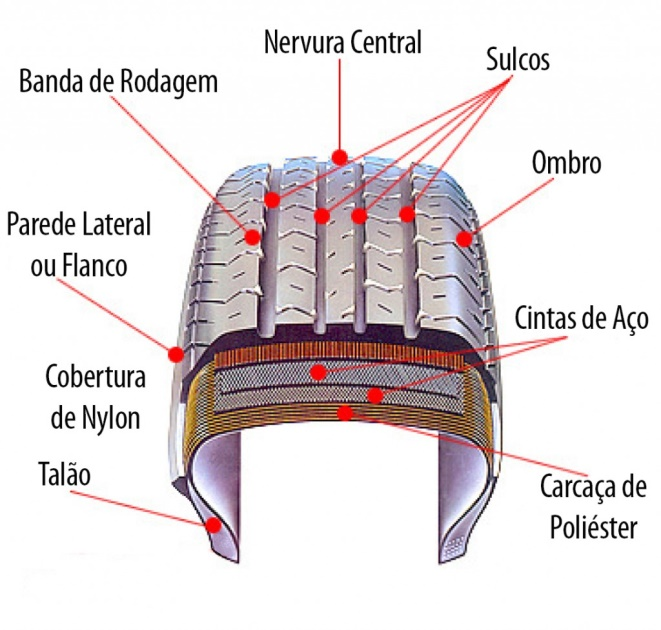 Nervura Central
Sulcos
Banda de Rodagem
Ombro
Parede Lateral
ou Flanco
Cintas de Aço
Cobertura
de Nylon
Talão
Carcaça de
Poliéster